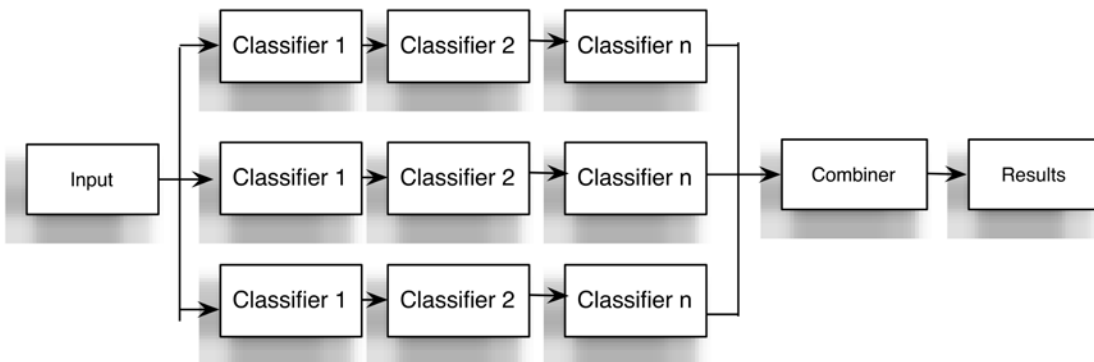 Classifier 1
Classifier 2
Classifier n
Input
Classifier 1
Classifier 2
Classifier n
Combiner
Results
Classifier 1
Classifier 2
Classifier n